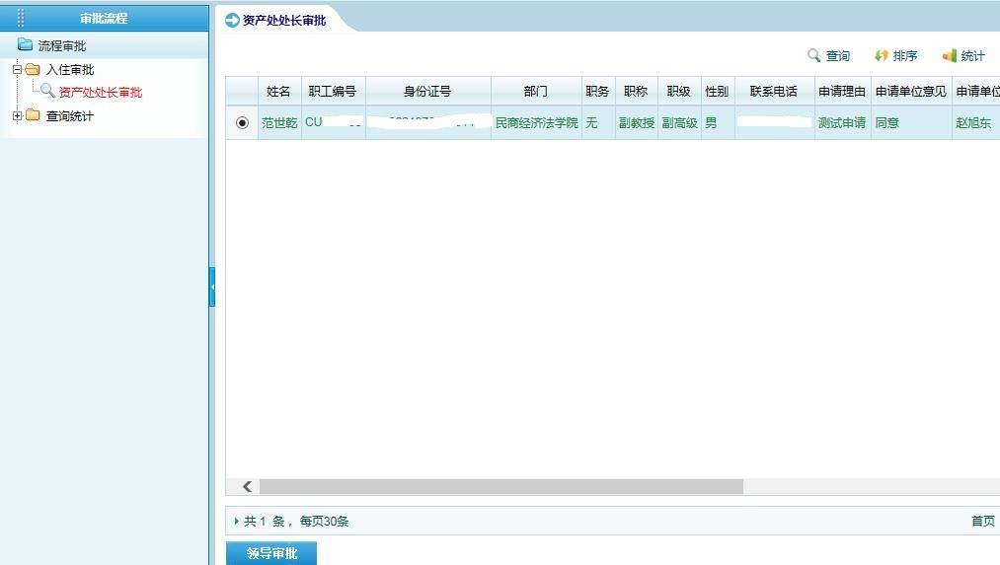 审批流程
流程审批
入住审批
资产处处长审批
查询统计
资产处处长审批
查询 排序 统计
姓名 职工编号 身份证号 部门 职务 职称 职级 性别 联系电话 申请理由 申请单位意见 申请单位
范世乾 CU 民商经济法学院 无 副教授 副高级 男 测试申请 同意 赵旭东
共 1 条 ，每页30条 首页
领导审批